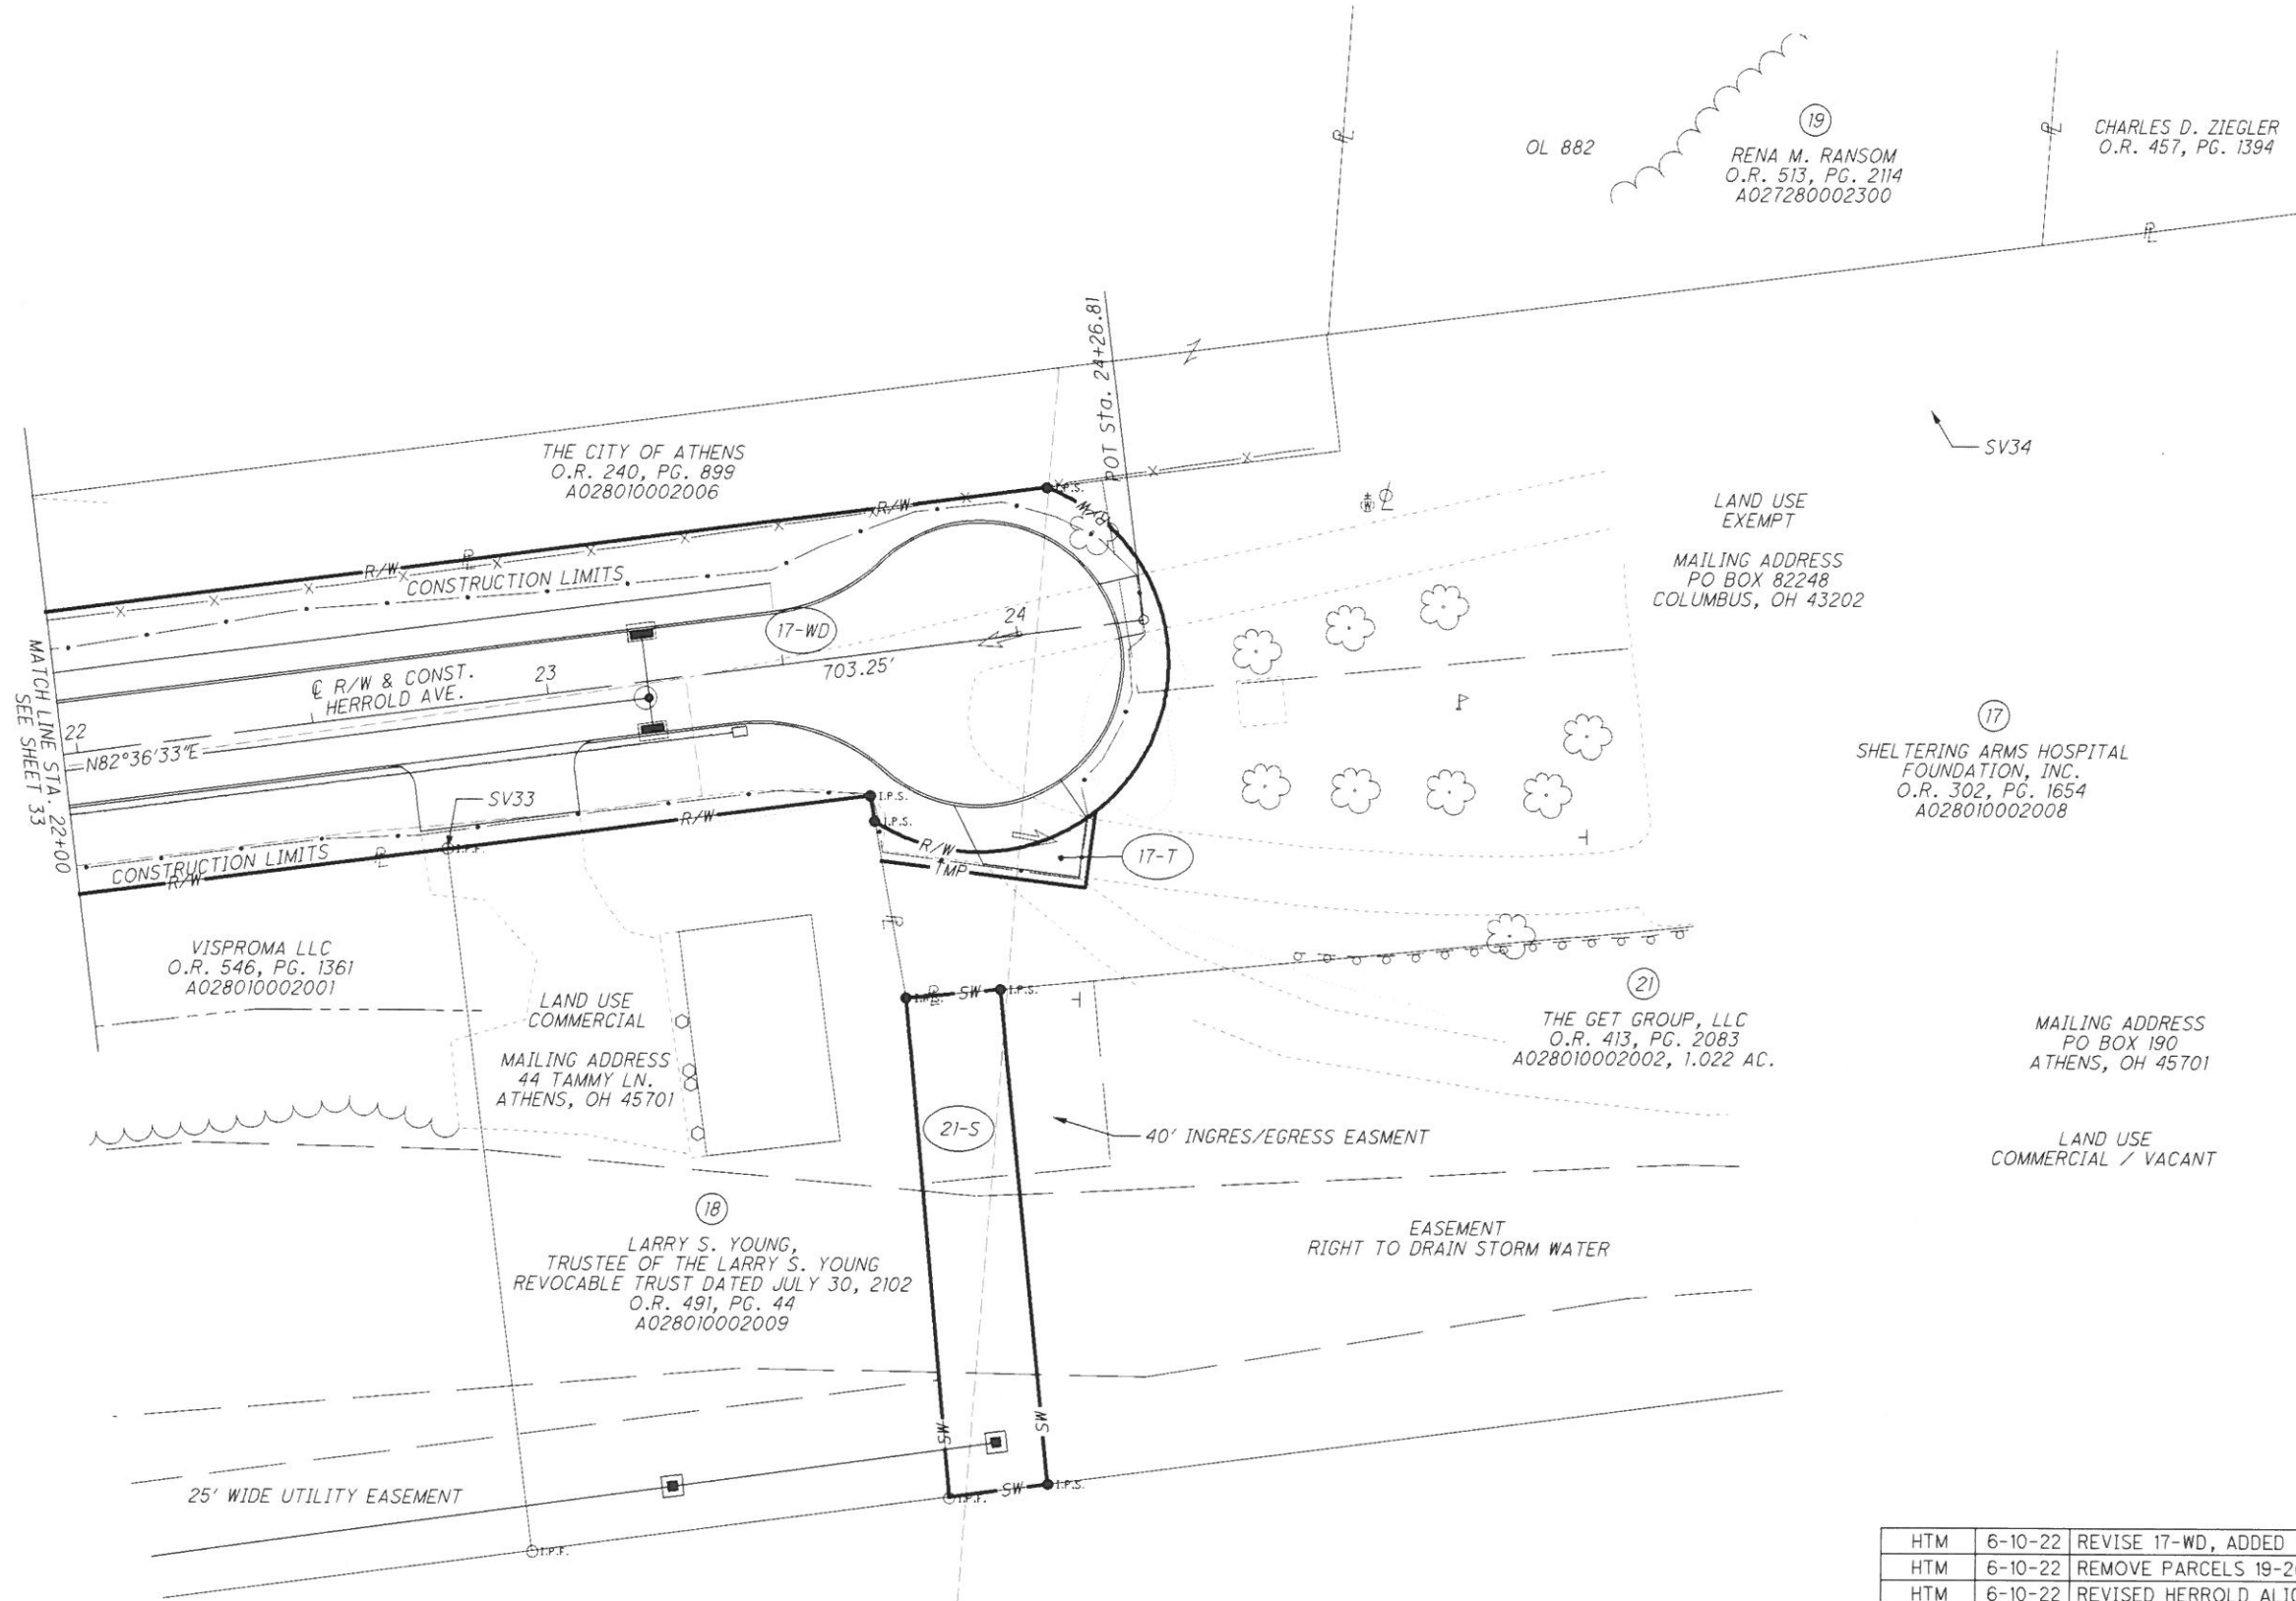 OL 882
19
RENA M. RANSOM
O.R. 513, PG. 2114
A027280002300
CHARLES D. ZIEGLER
O.R. 457, PG. 1394
POT Sta. 24+26.81
THE CITY OF ATHENS
O.R. 240, PG. 899
A028010002006
SV34
LAND USE
EXEMPT
MAILING ADDRESS
PO BOX 82248
COLUMBUS, OH 43202
I.P.S.
R/W
R/W
R/W
CONSTRUCTION LIMITS
17-WD
24
703.25'
23
℄ R/W & CONST.
HERROLD AVE.
22
N82°36'33"E
MATCH LINE STA. 22+00
SEE SHEET 33
17
SHELTERING ARMS HOSPITAL
FOUNDATION, INC.
O.R. 302, PG. 1654
A028010002008
SV33
I.P.S.
I.P.S.
R/W
R/W
I.P.F.
CONSTRUCTION LIMITS
R/W
TMP
17-T
VISPROMA LLC
O.R. 546, PG. 1361
A028010002001
LAND USE
COMMERCIAL
MAILING ADDRESS
44 TAMMY LN.
ATHENS, OH 45701
SW
I.P.S.
21
THE GET GROUP, LLC
O.R. 413, PG. 2083
A028010002002, 1.022 AC.
MAILING ADDRESS
PO BOX 190
ATHENS, OH 45701
21-S
40' INGRES/EGRESS EASMENT
LAND USE
COMMERCIAL / VACANT
18
LARRY S. YOUNG,
TRUSTEE OF THE LARRY S. YOUNG
REVOCABLE TRUST DATED JULY 30, 2102
O.R. 491, PG. 44
A028010002009
EASEMENT
RIGHT TO DRAIN STORM WATER
SW
SW
25' WIDE UTILITY EASEMENT
I.P.F.
SW
I.P.S.
I.P.F.
HTM 6-10-22 REVISE 17-WD, ADDED
HTM 6-10-22 REMOVE PARCELS 19-2
HTM 6-10-22 REVISED HERROLD